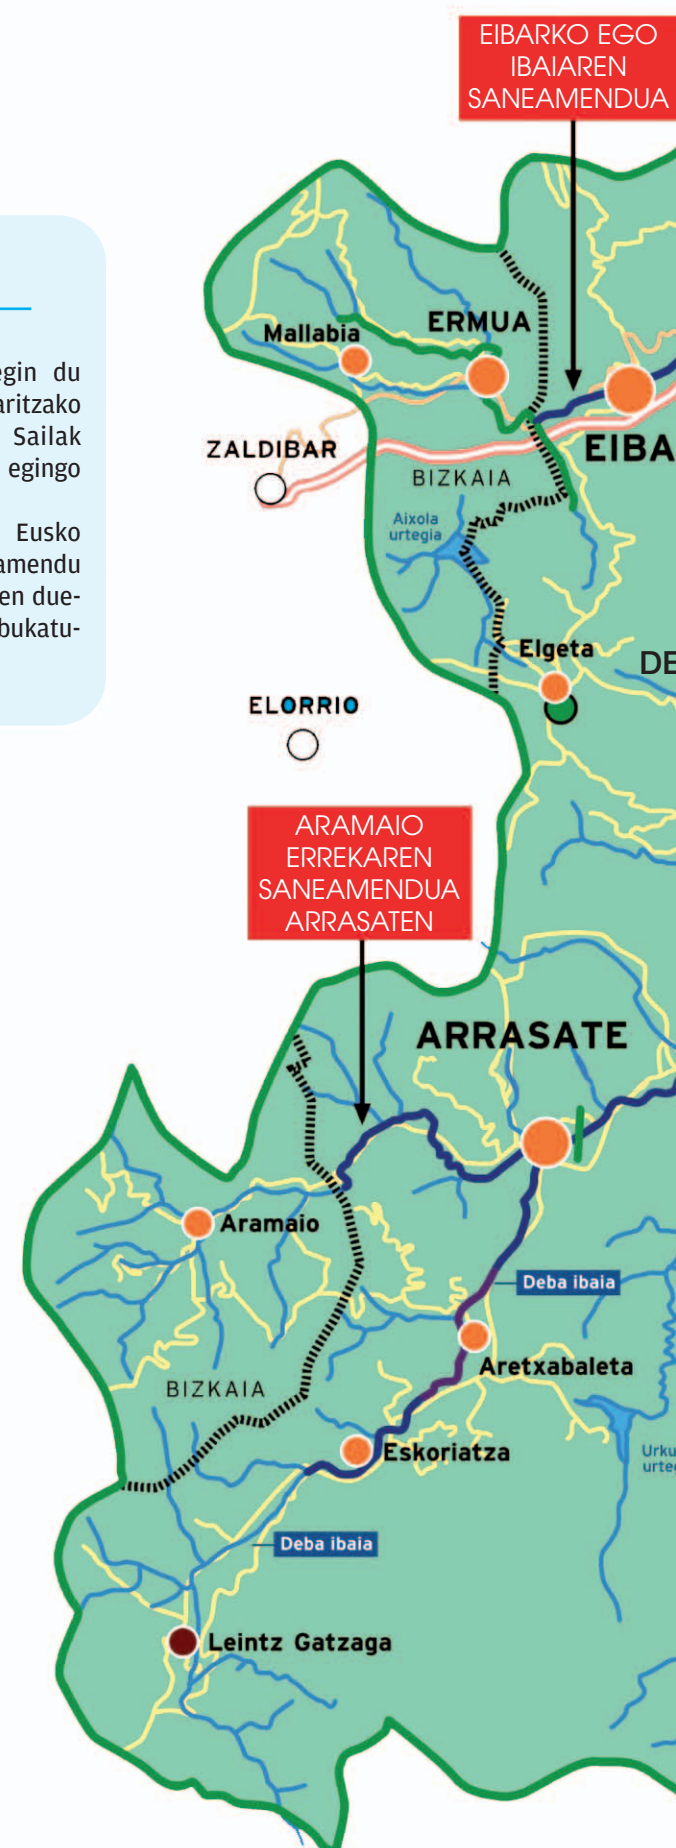 EIBARKO EGO
IBAIAREN
SANEAMENDUA
egin du
aritzako
Sailak
egingo
Eusko
amendu
en due-
bukatu-
Mallabia
ERMUA
ZALDIBAR
EIBA
BIZKAIA
Aixola
urtegia
Elgeta
DE
ELORRIO
ARAMAIO
ERREKAREN
SANEAMENDUA
ARRASATEN
ARRASATE
Aramaio
Deba ibaia
Aretxabaleta
BIZKAIA
Eskoriatza
Urku
urteg
Deba ibaia
Leintz Gatzaga